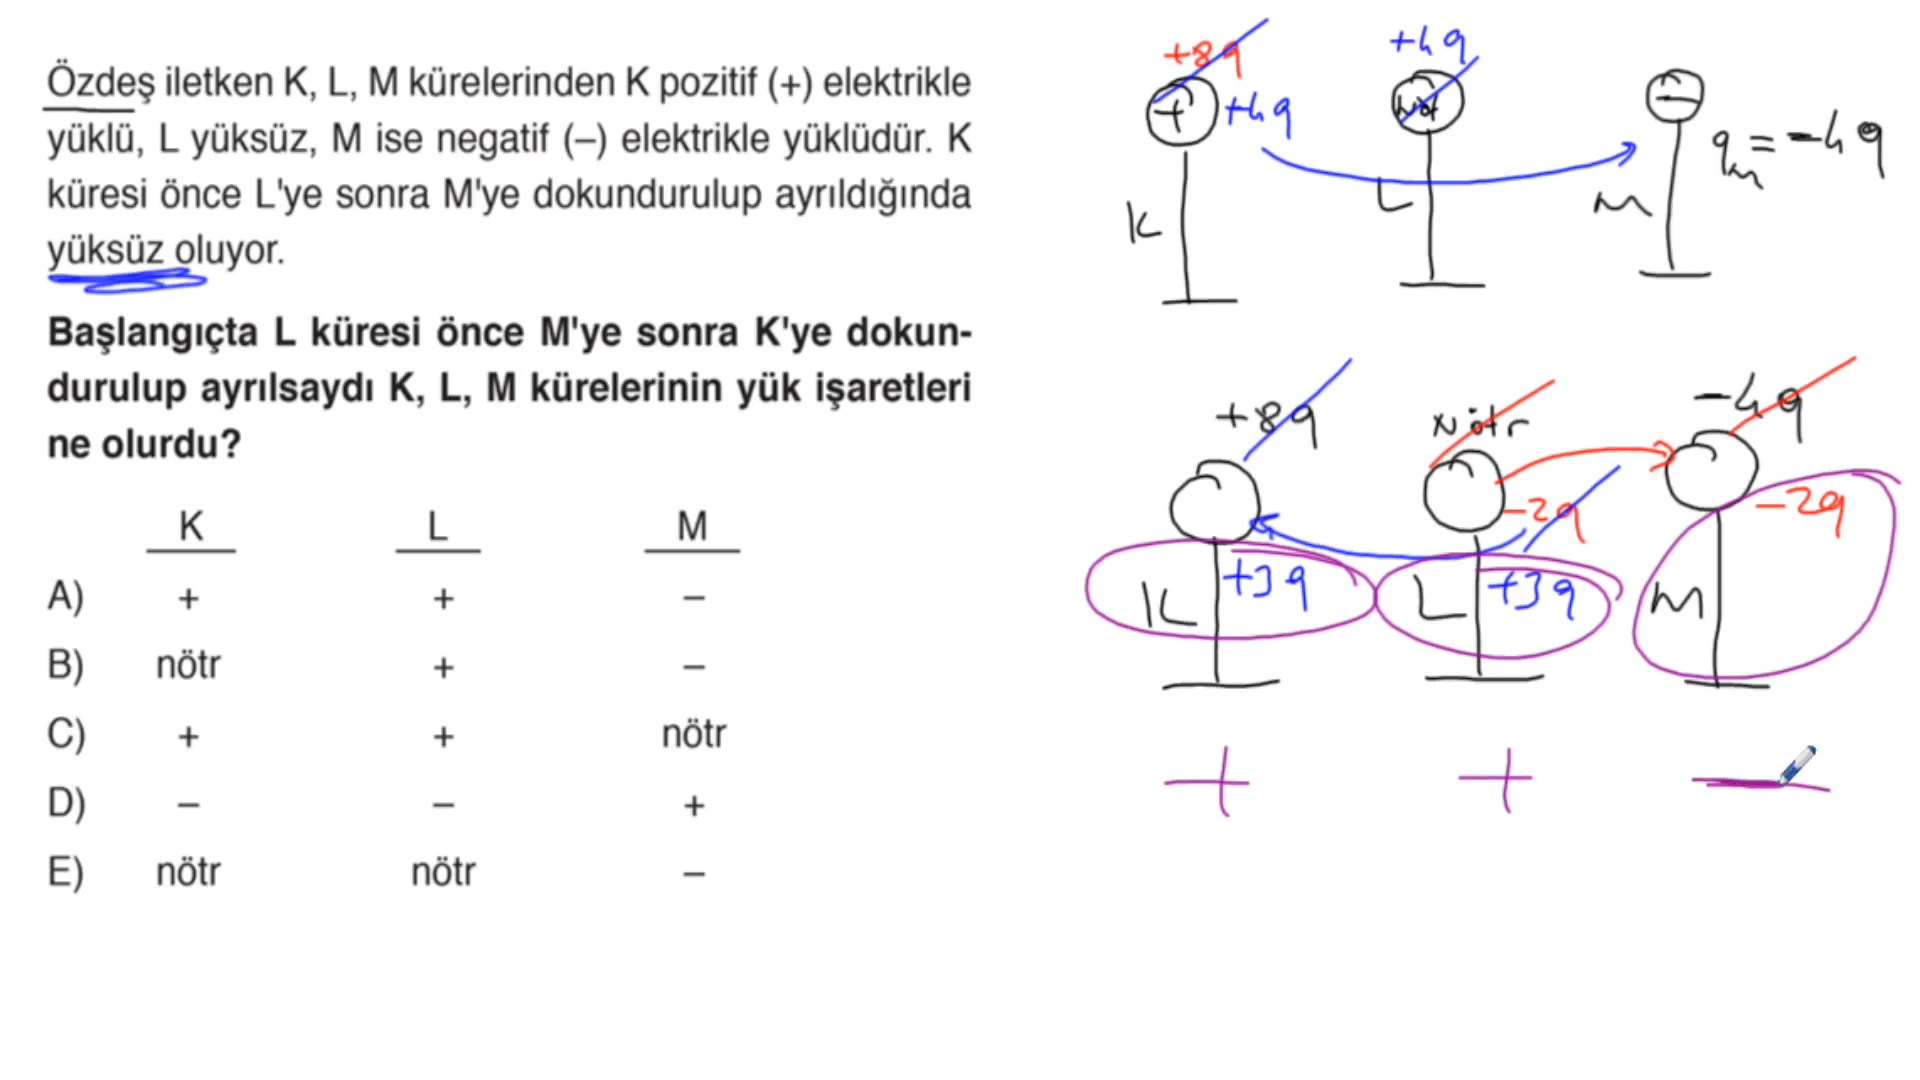 Özdeş iletken K, L, M kürelerinden K pozitif (+) elektrikle
yüklü, L yüksüz, M ise negatif (–) elektrikle yüklüdür. K
küresi önce L'ye sonra M'ye dokundurulup ayrıldığında
yüksüz oluyor.
Başlangıçta L küresi önce M'ye sonra K'ye dokun-
durulup ayrılsaydı K, L, M kürelerinin yük işaretleri
ne olurdu?
K L M
A) + + –
B) nötr + –
C) + + nötr
D) – – +
E) nötr nötr –
+8q +4q
+ +4q –
qM = -4q
K L M
+8q Nötr -4q
-2q -2q
K +3q L +3q M
+ + –